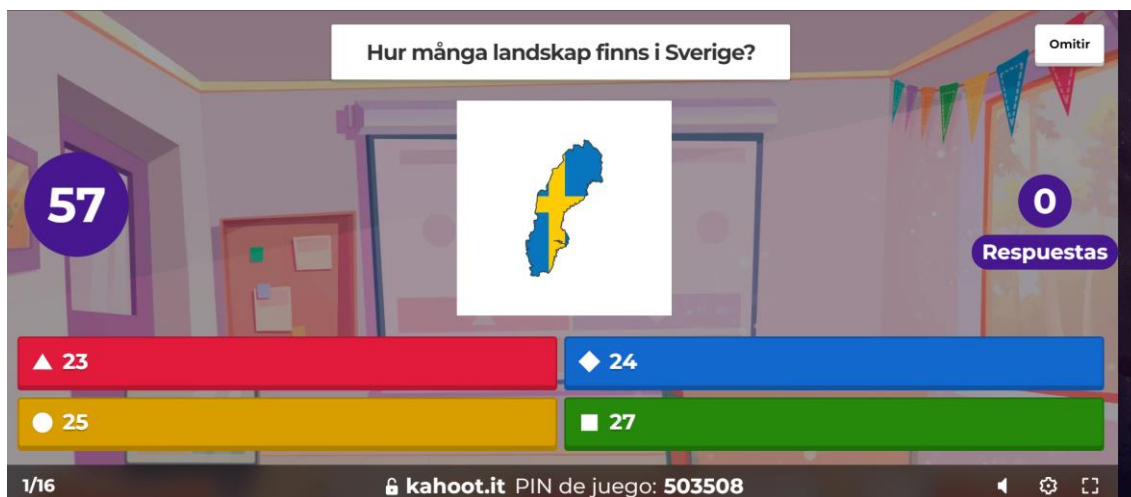 Hur många landskap finns i Sverige?
Omitir
57
0
Respuestas
23
24
25
27
1/16
kahoot.it PIN de juego: 503508